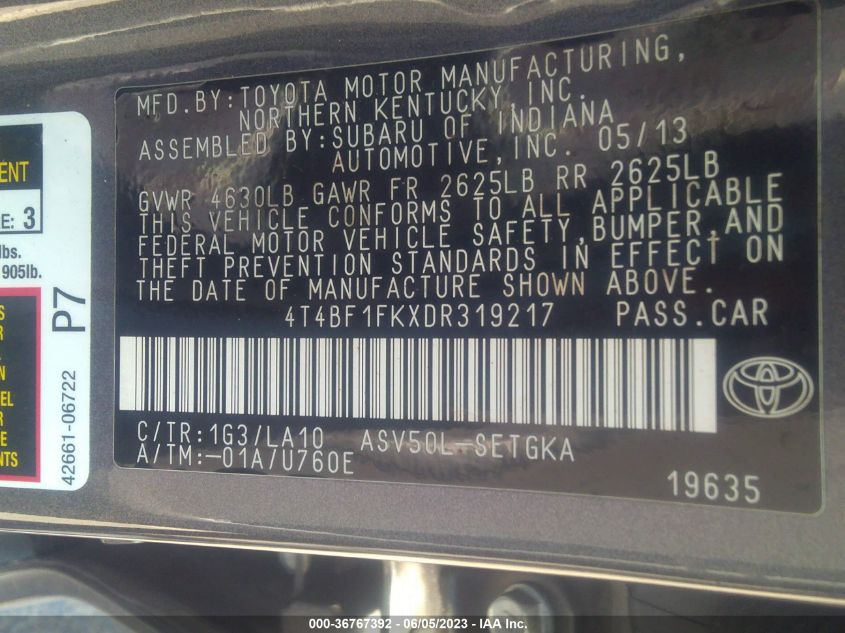 MFD.BY:TOYOTA MOTOR MANUFACTURING,
NORTHERN KENTUCKY, INC.
ASSEMBLED BY:SUBARU OF INDIANA
AUTOMOTIVE,INC. 05/13
GVWR 4630LB GAWR FR 2625LB RR 2625LB
THIS VEHICLE CONFORMS TO ALL APPLICABLE
FEDERAL MOTOR VEHICLE SAFETY,BUMPER,AND
THEFT PREVENTION STANDARDS IN EFFECT ON
THE DATE OF MANUFACTURE SHOWN ABOVE.
4T4BF1FKXDR319217 PASS.CAR
C/TR:1G3/LA10 ASV50L-SETGKA
A/TM:-01A/U760E
19635
E: 3
lbs.
905lb.
P7
42661-06722
000-36767392 - 06/05/2023 - IAA Inc.